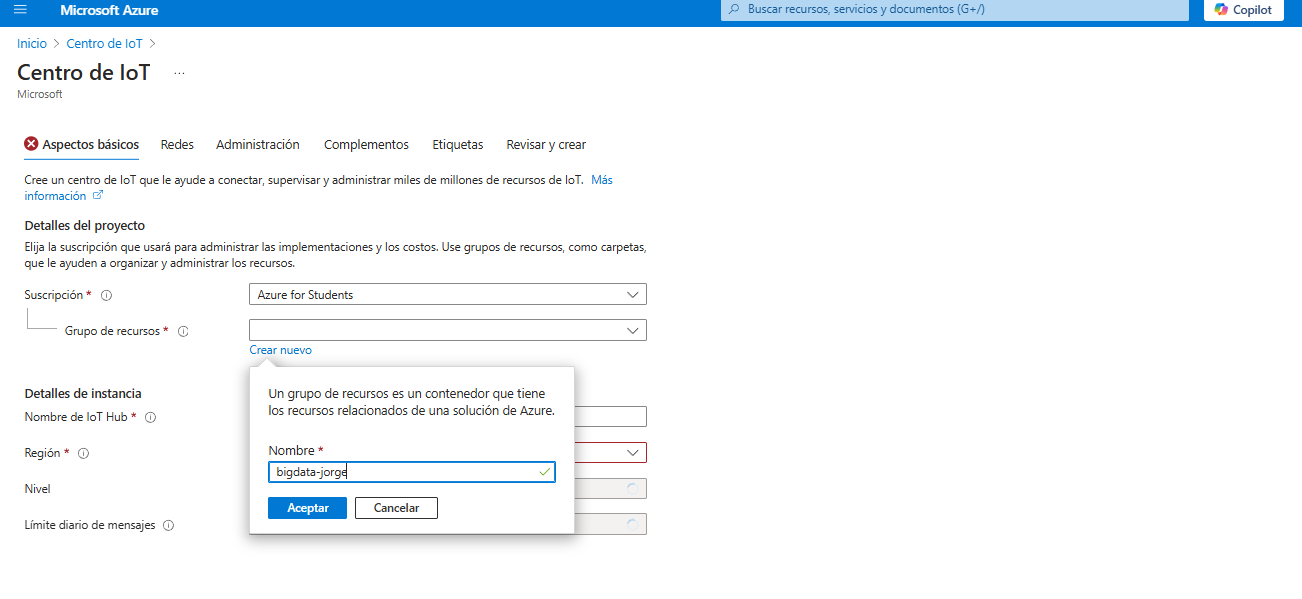 Microsoft Azure
Buscar recursos, servicios y documentos (G+/)
Copilot
Inicio > Centro de IoT >
Centro de IoT ...
Microsoft
Aspectos básicos Redes Administración Complementos Etiquetas Revisar y crear
Cree un centro de IoT que le ayude a conectar, supervisar y administrar miles de millones de recursos de IoT. Más
información
Detalles del proyecto
Elija la suscripción que usará para administrar las implementaciones y los costos. Use grupos de recursos, como carpetas,
que le ayuden a organizar y administrar los recursos.
Suscripción *
Azure for Students
Grupo de recursos *
Crear nuevo
Un grupo de recursos es un contenedor que tiene
los recursos relacionados de una solución de Azure.
Nombre *
bigdata-jorge
Aceptar
Cancelar
Detalles de instancia
Nombre de IoT Hub *
Región *
Nivel
Límite diario de mensajes